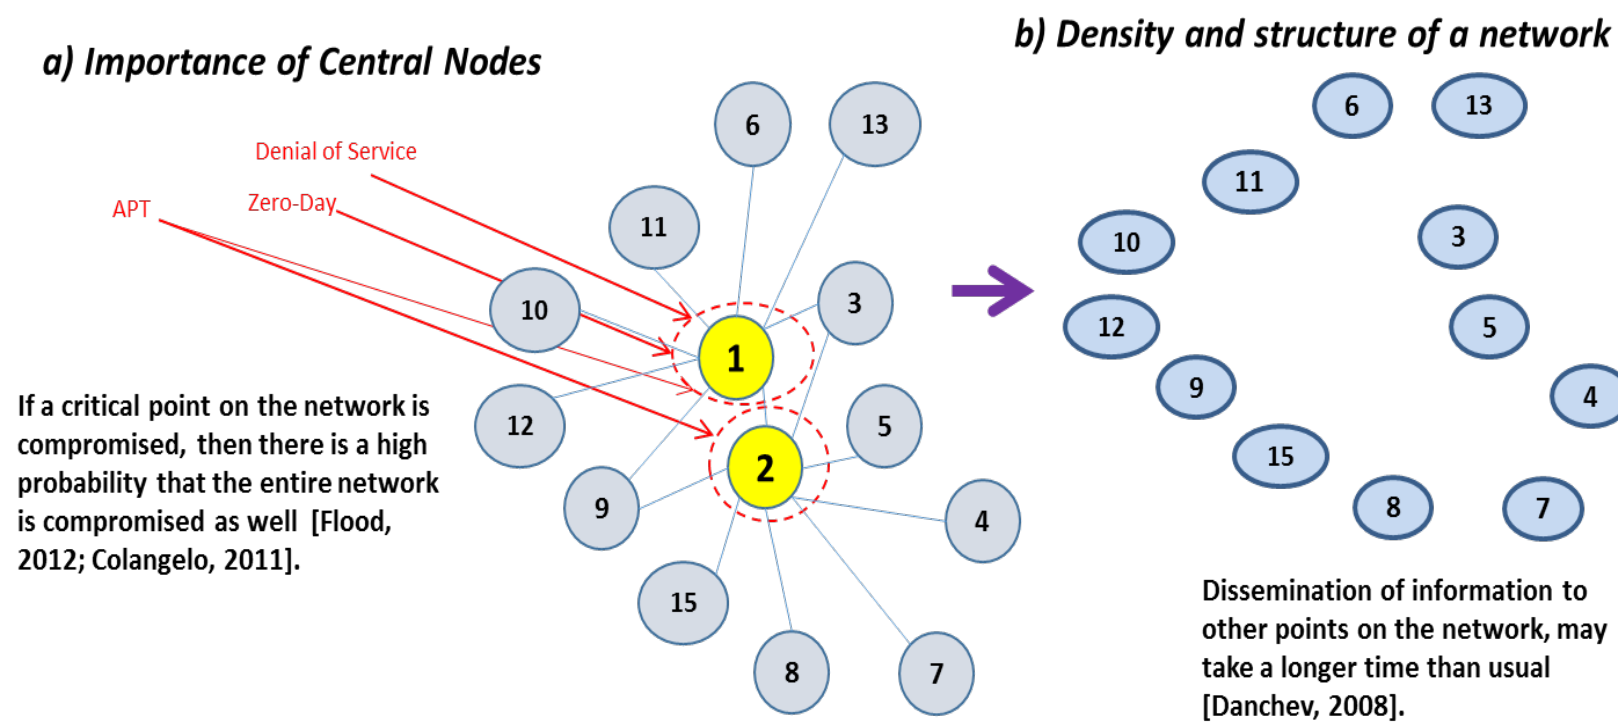 a) Importance of Central Nodes
Denial of Service
Zero-Day
APT
6
13
11
10
3
1
12
5
2
9
4
15
8
7
If a critical point on the network is
compromised, then there is a high
probability that the entire network
is compromised as well [Flood,
2012; Colangelo, 2011].
b) Density and structure of a network
6
13
11
10
3
12
5
9
4
15
8
7
Dissemination of information to
other points on the network, may
take a longer time than usual
[Danchev, 2008].